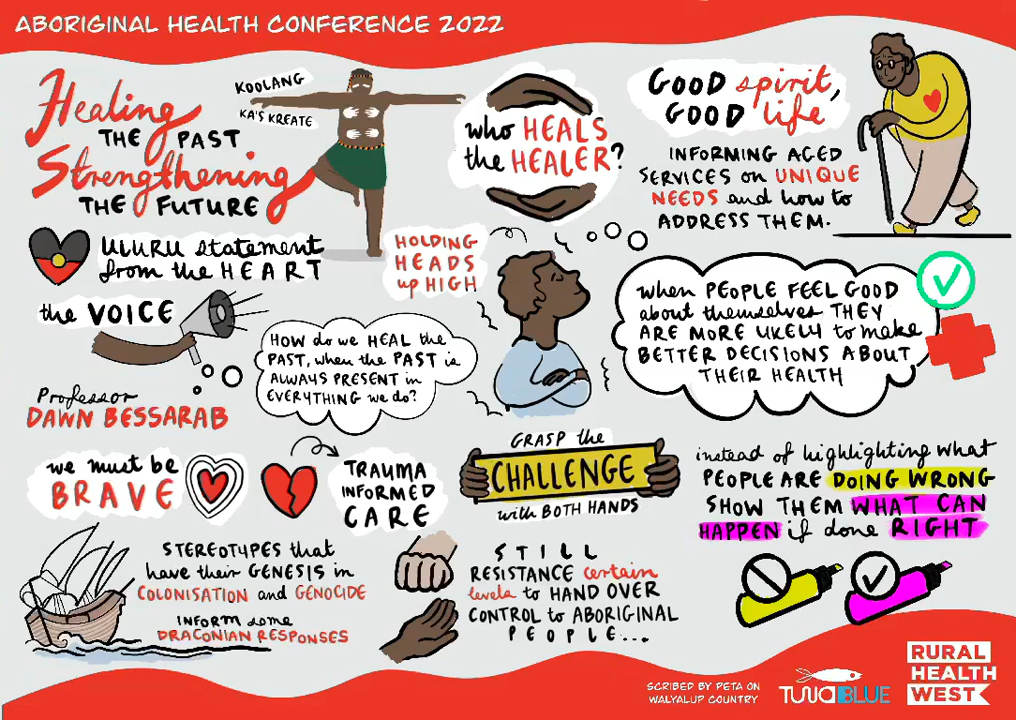 ABORIGINAL HEALTH CONFERENCE 2022
Healing
THE PAST
Strengthening
THE FUTURE
KOOLANG
KA'S KREATE
who HEALS
the HEALER?
GOOD spirit,
GOOD life
INFORMING AGED
SERVICES on UNIQUE
NEEDS and how to
ADDRESS THEM.
ULURU statement
from the HEART
the VOICE
HOLDING
HEADS
up HIGH
HOW do we HEAL the
PAST, when the PAST is
ALWAYS PRESENT in
EVERYTHING we do?
when PEOPLE FEEL GOOD
about themselves THEY
ARE MORE LIKELY to make
BETTER DECISIONS ABOUT
THEIR HEALTH
Professor
DAWN BESSARAB
we must be
BRAVE
TRAUMA
INFORMED
CARE
GRASP the
CHALLENGE
with BOTH HANDS
instead of highlighting what
PEOPLE ARE DOING WRONG
SHOW THEM WHAT CAN
HAPPEN if done RIGHT
STEREOTYPES that
have their GENESIS in
COLONISATION and GENOCIDE
INFORM some
DRACONIAN RESPONSES
STILL
RESISTANCE certain
levels to HAND OVER
CONTROL to ABORIGINAL
PEOPLE...
SCRIBED BY PETA ON
WALYALUP COUNTRY
TUNA BLUE
RURAL
HEALTH
WEST